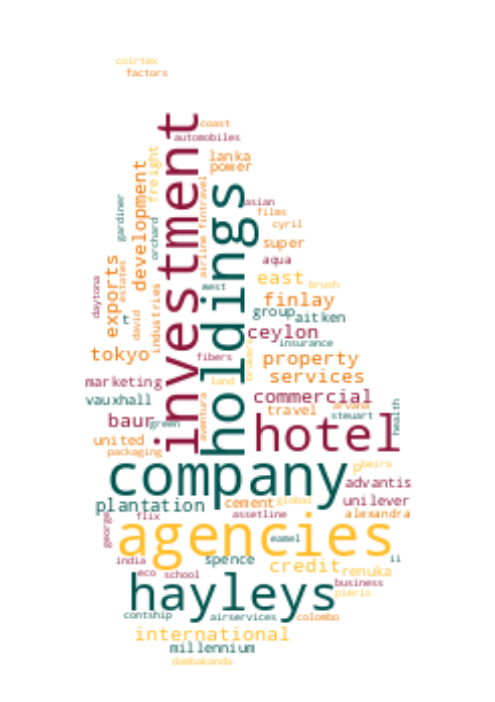 coirtex
factors
investment
coast
automobiles
lanka
power
freight
development
holdings
airline
fintravel
asian
films
cyril
gardiner
orchard
super
aqua
west
east
brush
exports
estates
daytona
industries
david
finlay
group
aitken
ceylon
insurance
tokyo
fibers
property
services
marketing
land
vauxhall
commercial
aventura
travel
steuart
health
baur
green
hotel
united
packaging
company
beira
advantis
plantation
cement
global
unilever
george
flix
assetline
alexandra
agencies
eamel
india
spence
credit
renuka
ii
eco
school
business
hayleys
pieris
contship
airservices
colombo
international
millennium
dambakanda